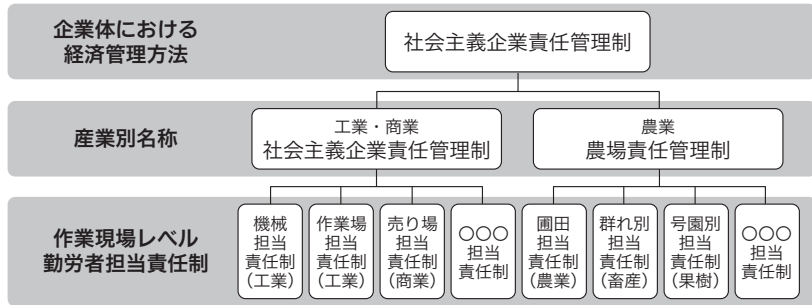 企業体における
経済管理方法
社会主義企業責任管理制
産業別名称
工業・商業
社会主義企業責任管理制
農業
農場責任管理制
作業現場レベル
勤労者担当責任制
機械
担当
責任制
(工業)
作業場
担当
責任制
(工業)
売り場
担当
責任制
(商業)
○○○
担当
責任制
圃田
担当
責任制
(農業)
群れ別
担当
責任制
(畜産)
号園別
担当
責任制
(果樹)
○○○
担当
責任制